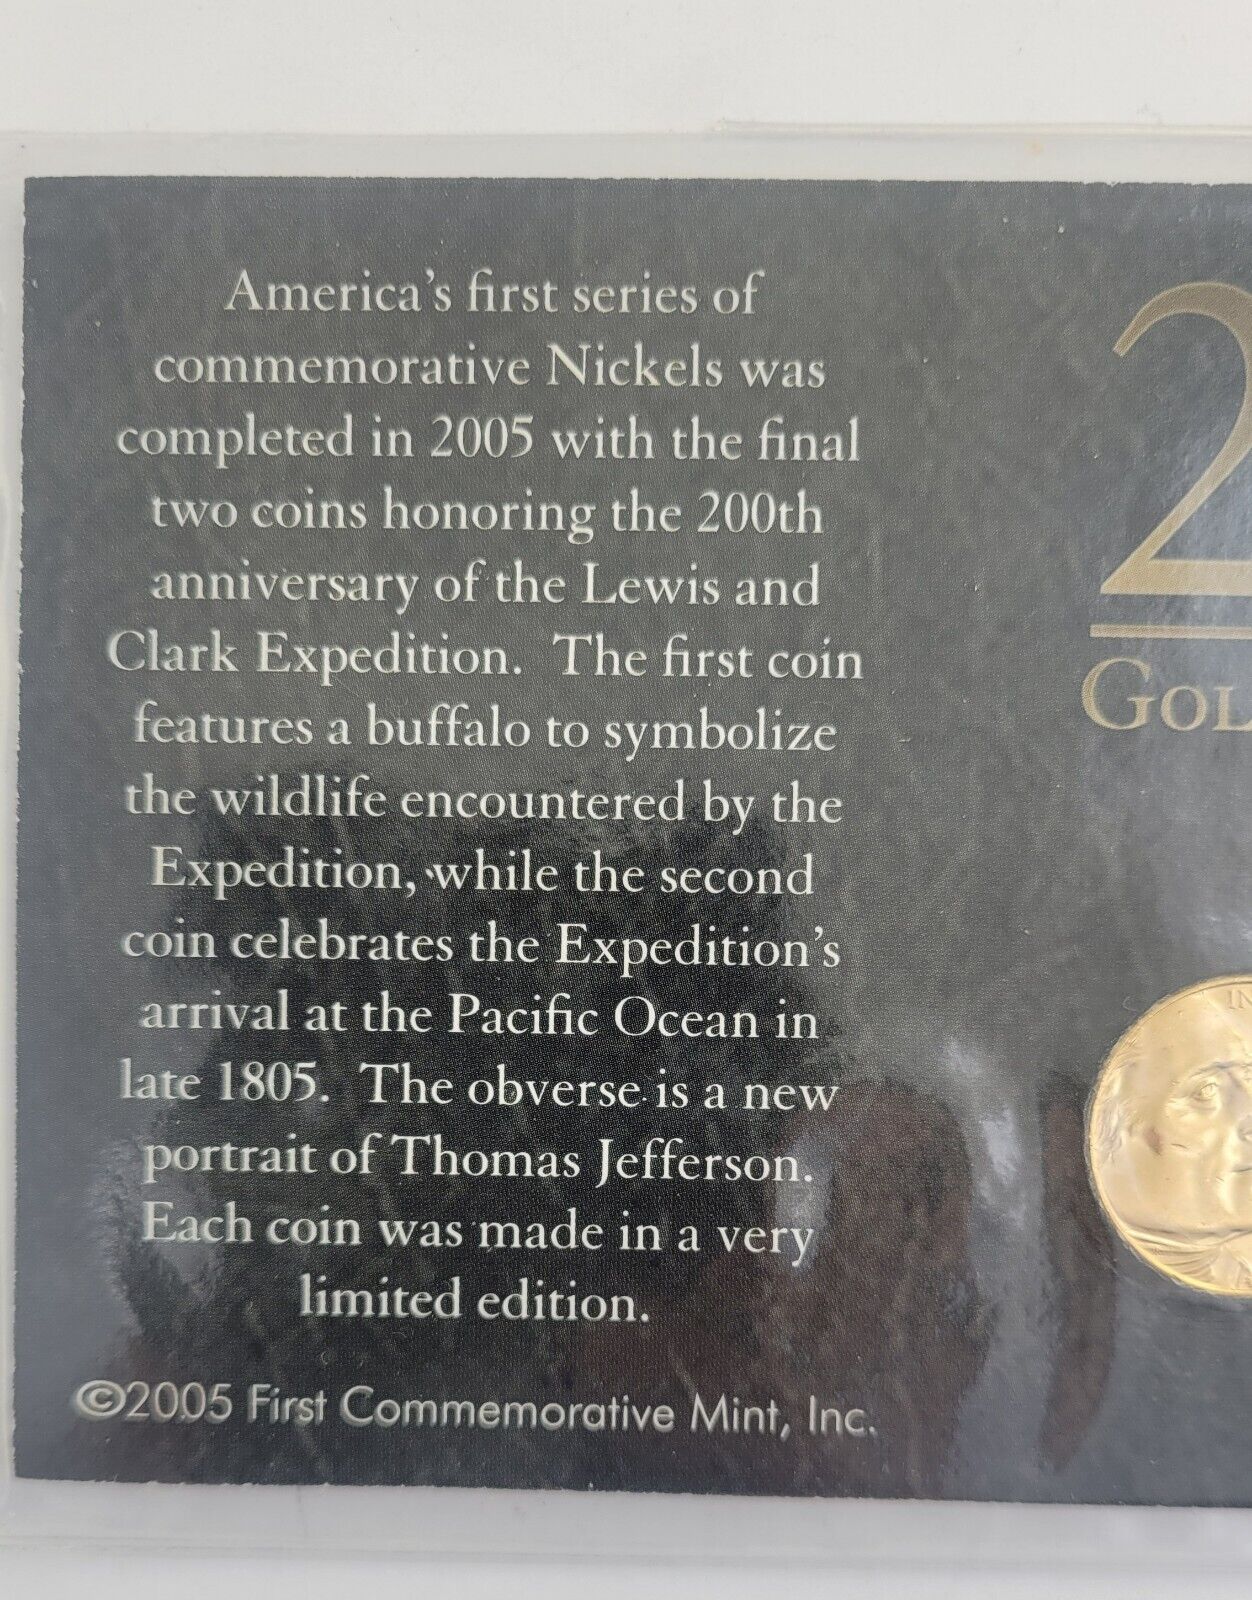 America's first series of
commemorative Nickels was
completed in 2005 with the final
two coins honoring the 200th
anniversary of the Lewis and
Clark Expedition.  The first coin
features a buffalo to symbolize
the wildlife encountered by the
Expedition, while the second
coin celebrates the Expedition's
arrival at the Pacific Ocean in
late 1805.  The obverse is a new
portrait of Thomas Jefferson.
Each coin was made in a very
limited edition.
©2005 First Commemorative Mint, Inc.
2
GOL
IN